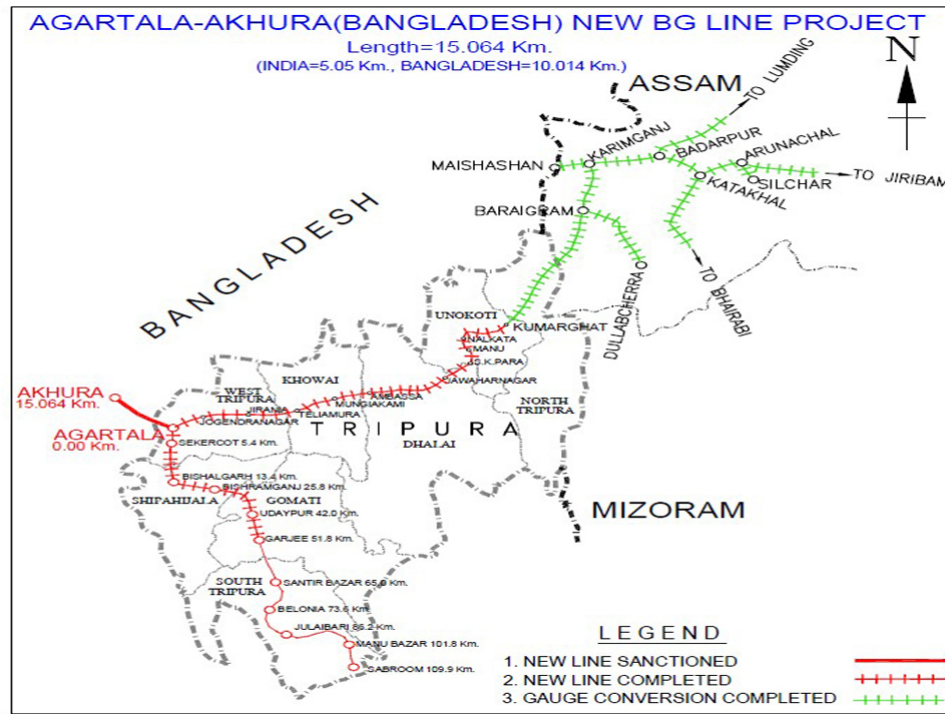 AGARTALA-AKHURA(BANGLADESH) NEW BG LINE PROJECT
Length=15.064 Km.
(INDIA=5.05 Km., BANGLADESH=10.014 Km.)
N
ASSAM
TO LUMDING
KARIMGANJ
BADARPUR
ARUNACHAL
MAISHASHAN
KATAKHAL
SILCHAR
TO JIRIBAM
BARAIGRAM
BANGLADESH
DULLABCHERRA
TO BHAIRABI
UNOKOTI
KUMARGHAT
NALKATA
MANU
S.K.PARA
JAWAHARNAGAR
KHOWAI
WEST
TRIPURA
AMBASSA
MUNGIAKAMI
NORTH
TRIPURA
AKHURA
15.064 Km.
JIRANIA
TELIAMURA
JOGENDRANAGAR
TRIPURA
AGARTALA
0.00 Km.
DHALAI
SEKERCOT 5.4 Km.
BISHALGARH 13.4 Km.
BISHRAMGANJ 25.8 Km.
SHIPAHIJALA
GOMATI
UDAYPUR 42.0 Km.
MIZORAM
GARJEE 51.8 Km.
SOUTH
TRIPURA
SANTIR BAZAR 65.0 Km.
BELONIA 73.6 Km.
JULAIBARI 86.2 Km.
MANU BAZAR 101.8 Km.
SABROOM 109.9 Km.
LEGEND
1. NEW LINE SANCTIONED
2. NEW LINE COMPLETED
3. GAUGE CONVERSION COMPLETED